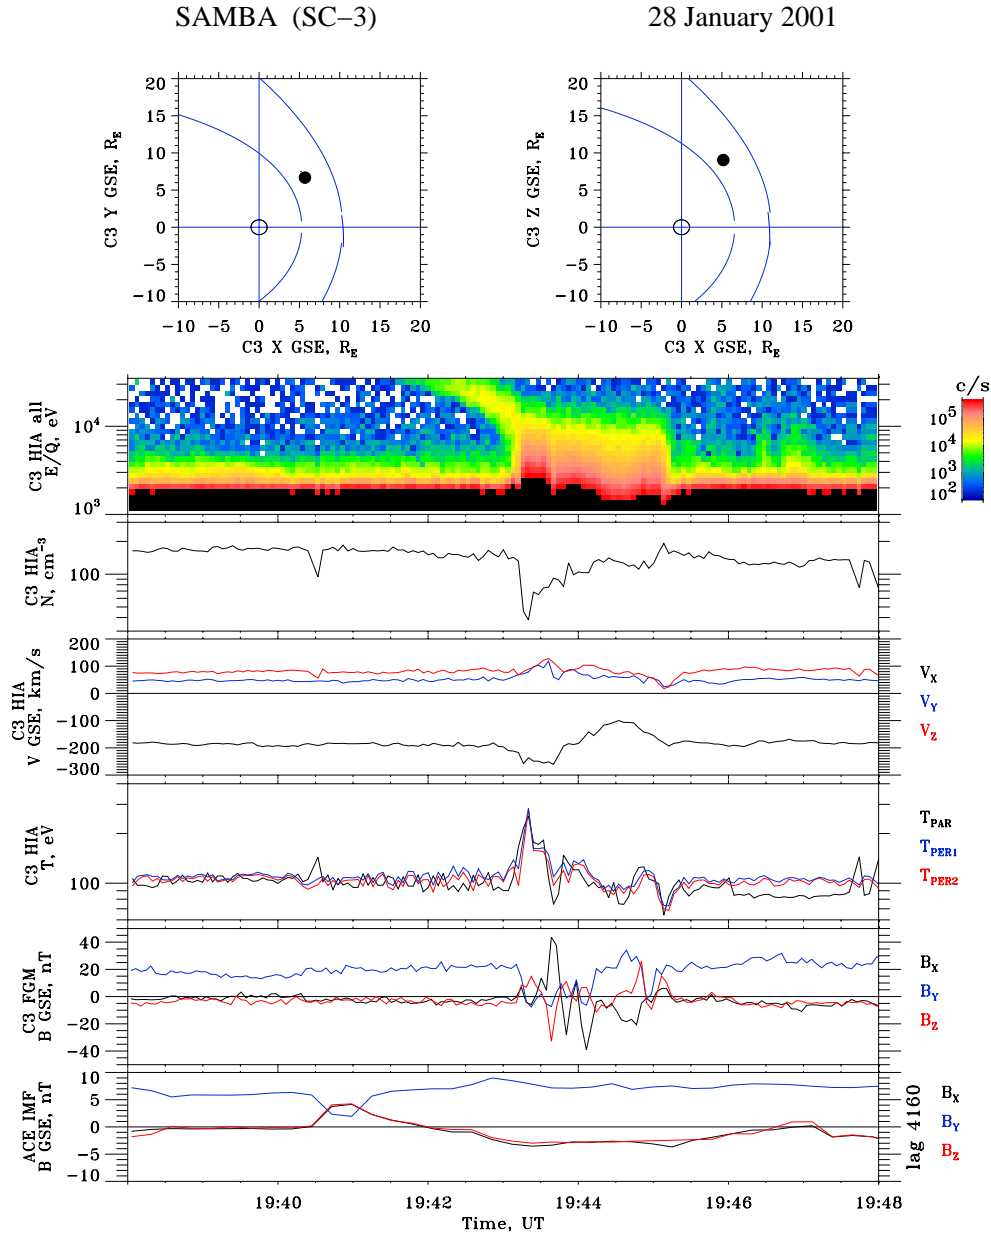 SAMBA (SC−3) 28 January 2001
20 20
15 15
10 10
5 5
0 0
−5 −5
−10 −10
C3 Y GSE, RE
C3 Z GSE, RE
−10 −5 0 5 10 15 20
−10 −5 0 5 10 15 20
C3 X GSE, RE
C3 X GSE, RE
C3 HIA all
E/Q, eV
10^4
10^3
c/s
10^5
10^4
10^3
10^2
C3 HIA
N, cm^-3
100
C3 HIA
V GSE, km/s
200
100
0
−100
−200
−300
VX
VY
VZ
C3 HIA
T, eV
100
TPAR
TPER1
TPER2
C3 FGM
B GSE, nT
40
20
0
−20
−40
BX
BY
BZ
ACE IMF
B GSE, nT
10
5
0
−5
−10
lag 4160
BX
BY
BZ
19:40 19:42 19:44 19:46 19:48
Time, UT